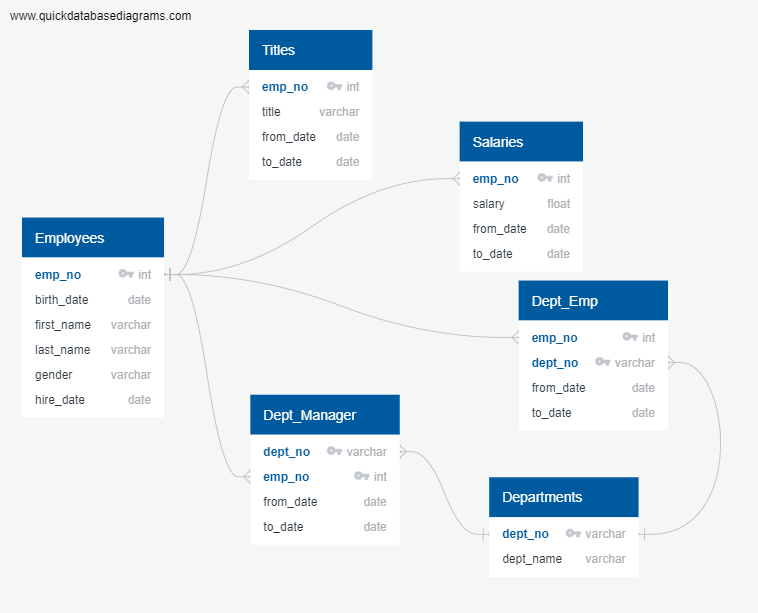 www.quickdatabasediagrams.com
Titles
emp_no int
title varchar
from_date date
to_date date
Salaries
emp_no int
salary float
from_date date
to_date date
Employees
emp_no int
birth_date date
first_name varchar
last_name varchar
gender varchar
hire_date date
Dept_Emp
emp_no int
dept_no varchar
from_date date
to_date date
Dept_Manager
dept_no varchar
emp_no int
from_date date
to_date date
Departments
dept_no varchar
dept_name varchar